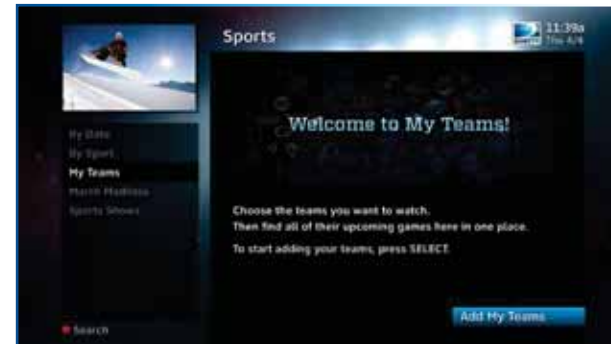 Sports
11:39a
Thu 4/4
Welcome to My Teams!
By Date
By Sport
My Teams
March Madness
Sports Shows
Choose the teams you want to watch.
Then find all of their upcoming games here in one place.
To start adding your teams, press SELECT.
Add My Teams
Search